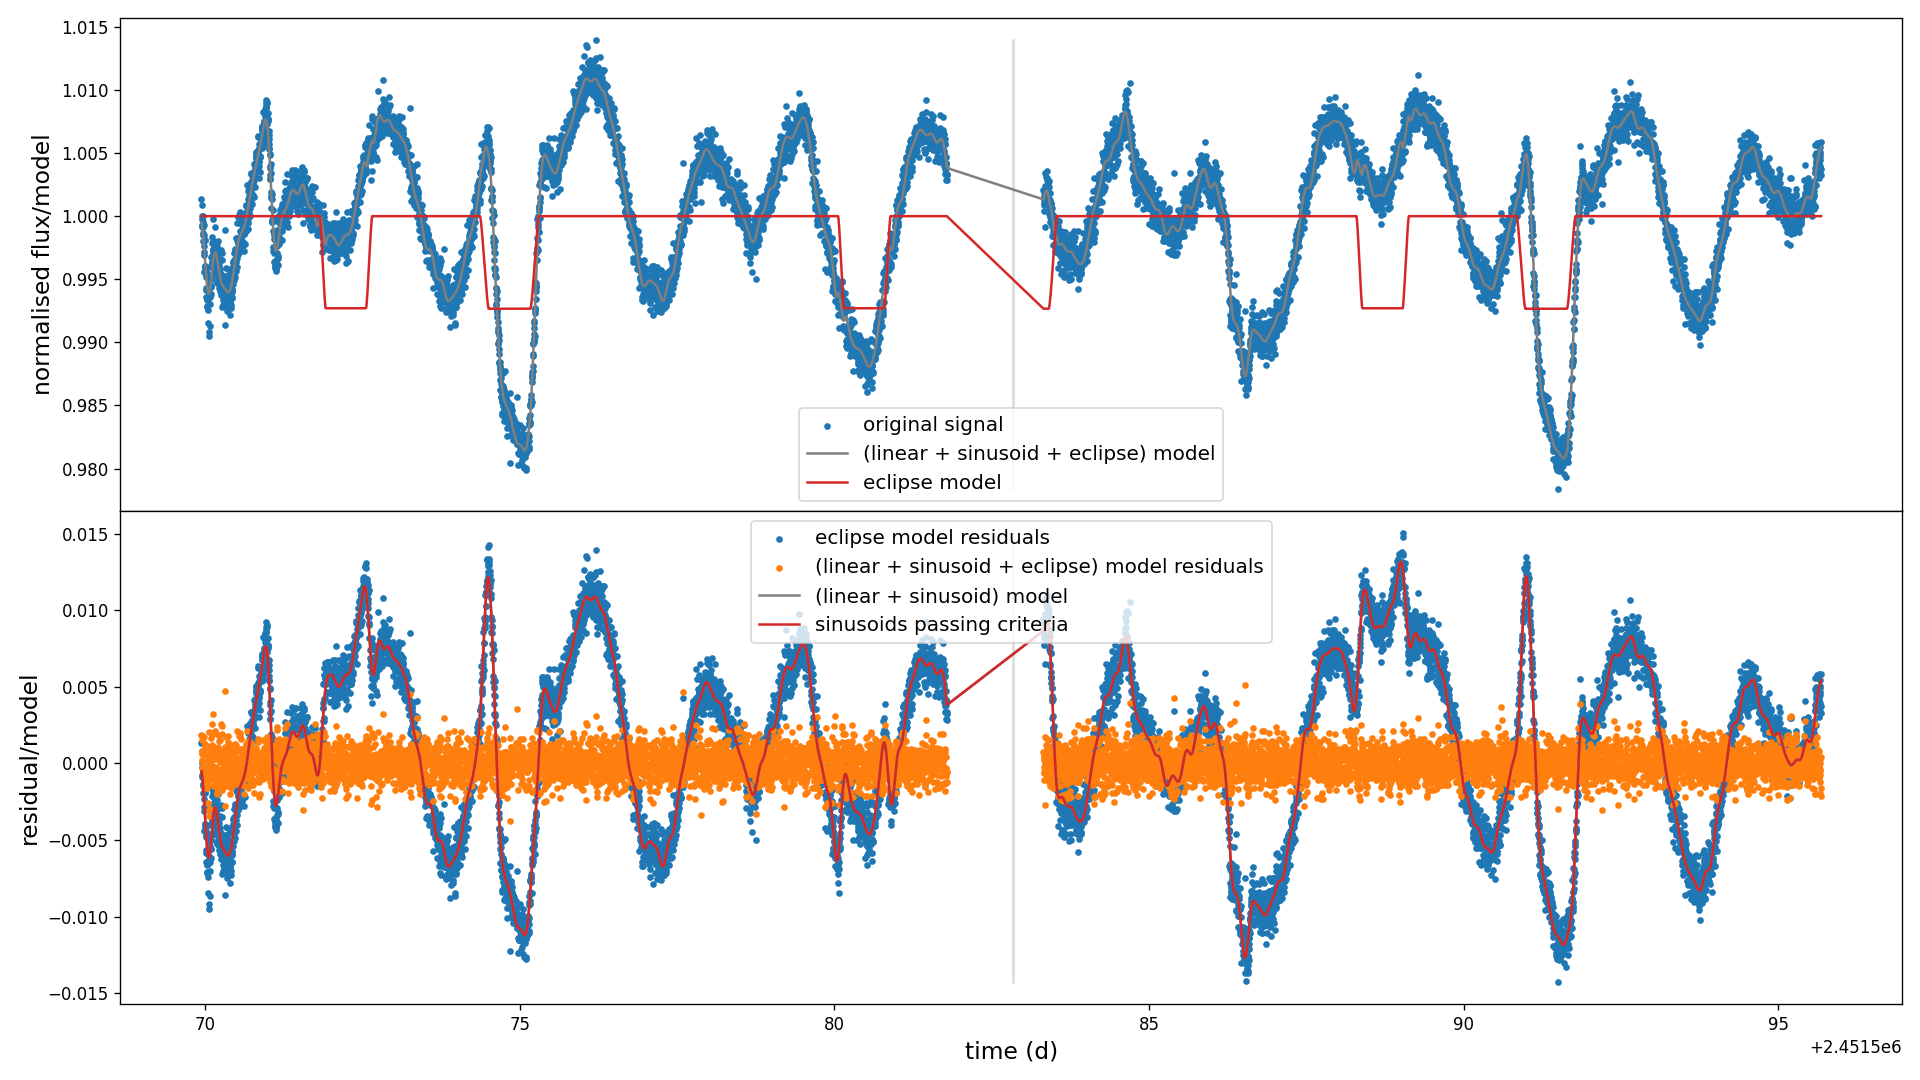 1.015
1.010
1.005
1.000
0.995
0.990
0.985
0.980
normalised flux/model
original signal
(linear + sinusoid + eclipse) model
eclipse model
0.015
0.010
0.005
0.000
−0.005
−0.010
−0.015
residual/model
eclipse model residuals
(linear + sinusoid + eclipse) model residuals
(linear + sinusoid) model
sinusoids passing criteria
70
75
80
85
90
95
time (d)
+2.4515e6